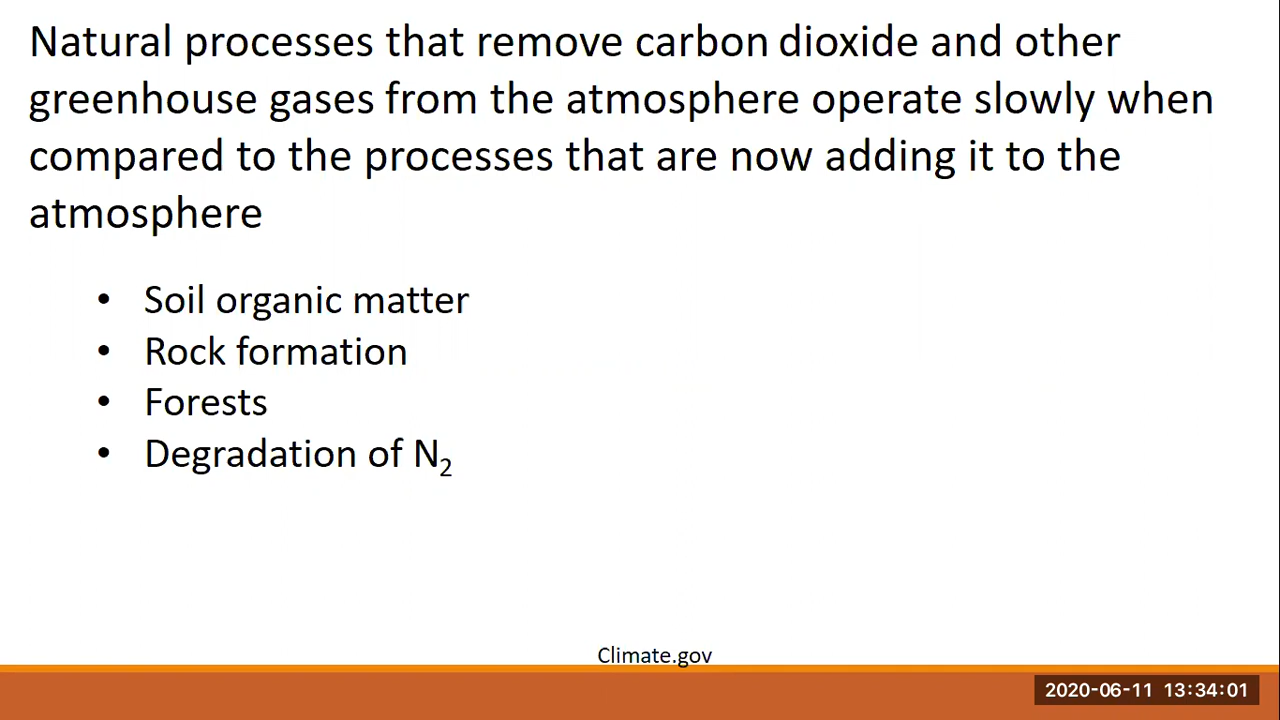 Natural processes that remove carbon dioxide and other
greenhouse gases from the atmosphere operate slowly when
compared to the processes that are now adding it to the
atmosphere
• Soil organic matter
• Rock formation
• Forests
• Degradation of N₂
Climate.gov
2020-06-11 13:34:01